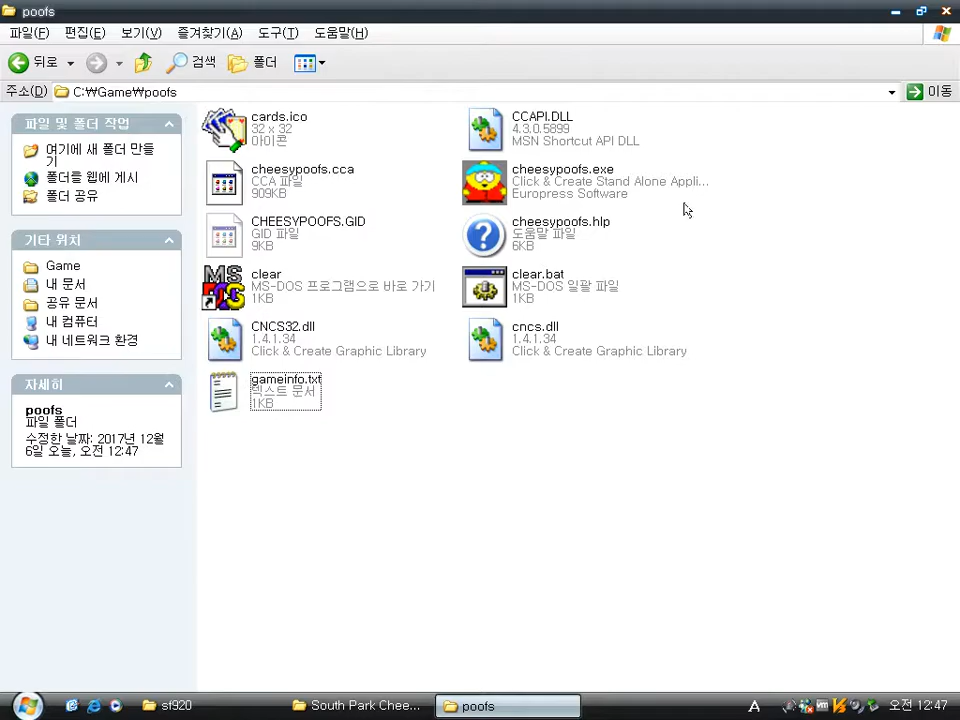 poofs
파일(F) 편집(E) 보기(V) 즐겨찾기(A) 도구(T) 도움말(H)
뒤로 검색 폴더
주소(D) C:₩Game₩poofs 이동
파일 및 폴더 작업
여기에 새 폴더 만들
기
폴더를 웹에 게시
폴더 공유
기타 위치
Game
내 문서
공유 문서
내 컴퓨터
내 네트워크 환경
자세히
poofs
파일 폴더
수정한 날짜: 2017년 12월
6일 오늘, 오전 12:47
cards.ico
32 x 32
아이콘
CCAPI.DLL
4.3.0.5899
MSN Shortcut API DLL
cheesypoofs.cca
CCA 파일
909KB
cheesypoofs.exe
Click & Create Stand Alone Appli...
Europress Software
CHEESYPOOFS.GID
GID 파일
9KB
cheesypoofs.hlp
도움말 파일
6KB
MS
DOS
clear
MS-DOS 프로그램으로 바로 가기
1KB
clear.bat
MS-DOS 일괄 파일
1KB
CNCS32.dll
1.4.1.34
Click & Create Graphic Library
cncs.dll
1.4.1.34
Click & Create Graphic Library
gameinfo.txt
텍스트 문서
1KB
sf920 South Park Chee... poofs A 오전 12:47